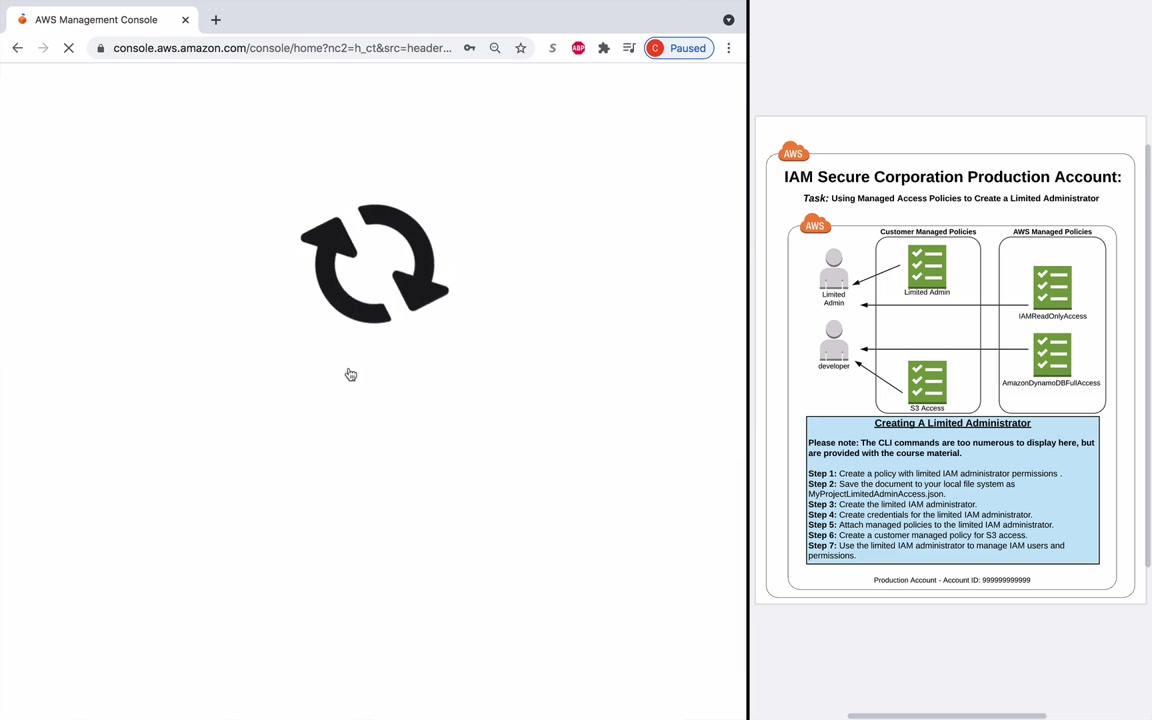 AWS Management Console
console.aws.amazon.com/console/home?nc2=h_ct&src=header...
S
ABP
C
Paused
AWS
IAM Secure Corporation Production Account:
Task: Using Managed Access Policies to Create a Limited Administrator
AWS
Customer Managed Policies
AWS Managed Policies
Limited
Admin
Limited Admin
IAMReadOnlyAccess
developer
AmazonDynamoDBFullAccess
S3 Access
Creating A Limited Administrator
Please note: The CLI commands are too numerous to display here, but
are provided with the course material.
Step 1: Create a policy with limited IAM administrator permissions .
Step 2: Save the document to your local file system as
MyProjectLimitedAdminAccess.json.
Step 3: Create the limited IAM administrator.
Step 4: Create credentials for the limited IAM administrator.
Step 5: Attach managed policies to the limited IAM administrator.
Step 6: Create a customer managed policy for S3 access.
Step 7: Use the limited IAM administrator to manage IAM users and
permissions.
Production Account - Account ID: 999999999999